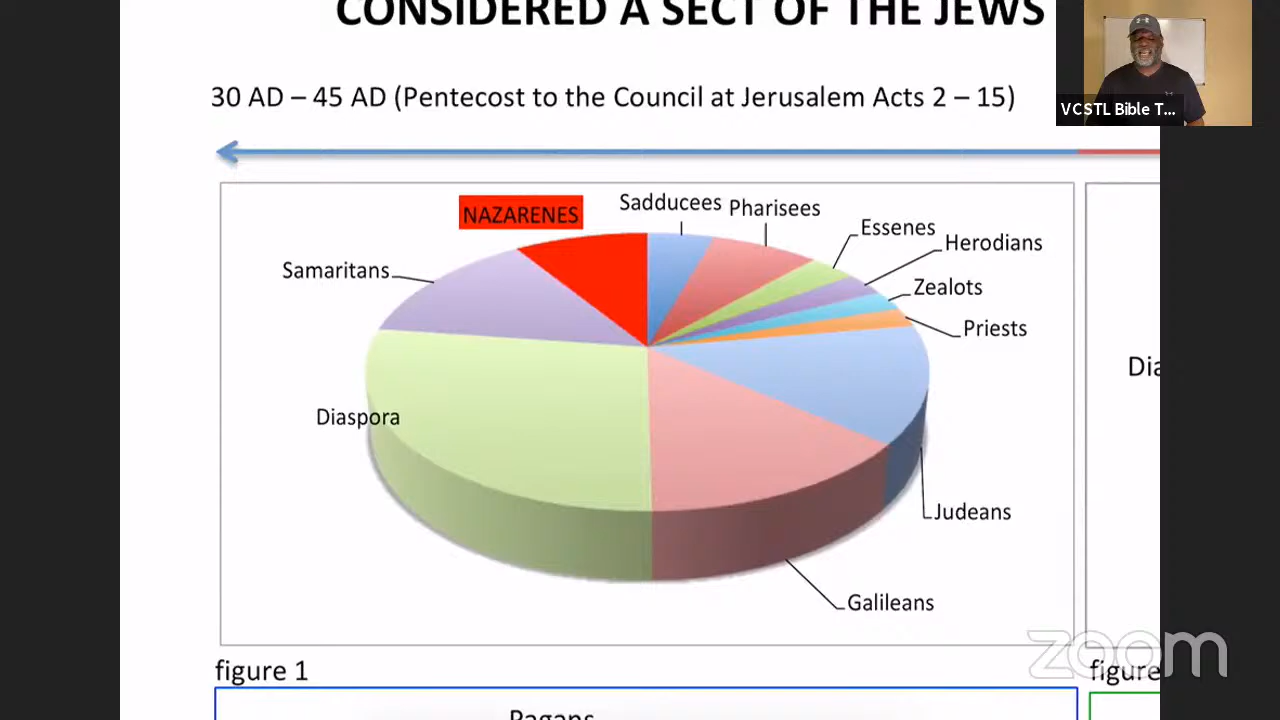 CONSIDERED A SECT OF THE JEWS
VCSTL Bible T...
30 AD – 45 AD (Pentecost to the Council at Jerusalem Acts 2 – 15)
NAZARENES
Sadducees
Pharisees
Essenes
Herodians
Samaritans
Zealots
Priests
Diaspora
Judeans
Galileans
zoom
figure 1
figure
Pagans